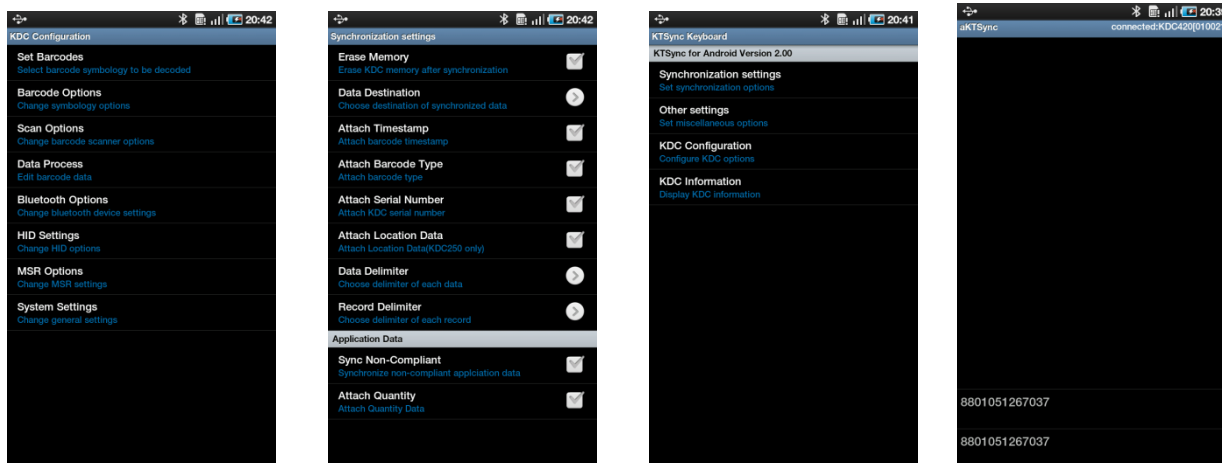 20:42
KDC Configuration
Set Barcodes
Select barcode symbology to be decoded
Barcode Options
Change symbology options
Scan Options
Change barcode scanner options
Data Process
Edit barcode data
Bluetooth Options
Change bluetooth device settings
HID Settings
Change HID options
MSR Options
Change MSR settings
System Settings
Change general settings
20:42
Synchronization settings
Erase Memory
Erase KDC memory after synchronization
Data Destination
Choose destination of synchronized data
Attach Timestamp
Attach barcode timestamp
Attach Barcode Type
Attach barcode type
Attach Serial Number
Attach KDC serial number
Attach Location Data
Attach Location Data(KDC250 only)
Data Delimiter
Choose delimiter of each data
Record Delimiter
Choose delimiter of each record
Application Data
Sync Non-Compliant
Synchronize non-compliant applciation data
Attach Quantity
Attach Quantity Data
20:41
KTSync Keyboard
KTSync for Android Version 2.00
Synchronization settings
Set synchronization options
Other settings
Set miscellaneous options
KDC Configuration
Configure KDC options
KDC Information
Display KDC information
aKTSync connected:KDC420[01002
8801051267037
8801051267037